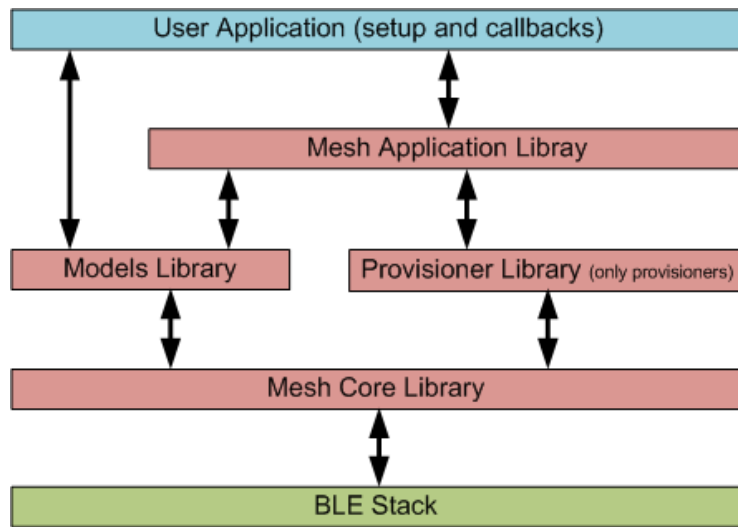 User Application (setup and callbacks)
Mesh Application Libray
Models Library
Provisioner Library (only provisioners)
Mesh Core Library
BLE Stack